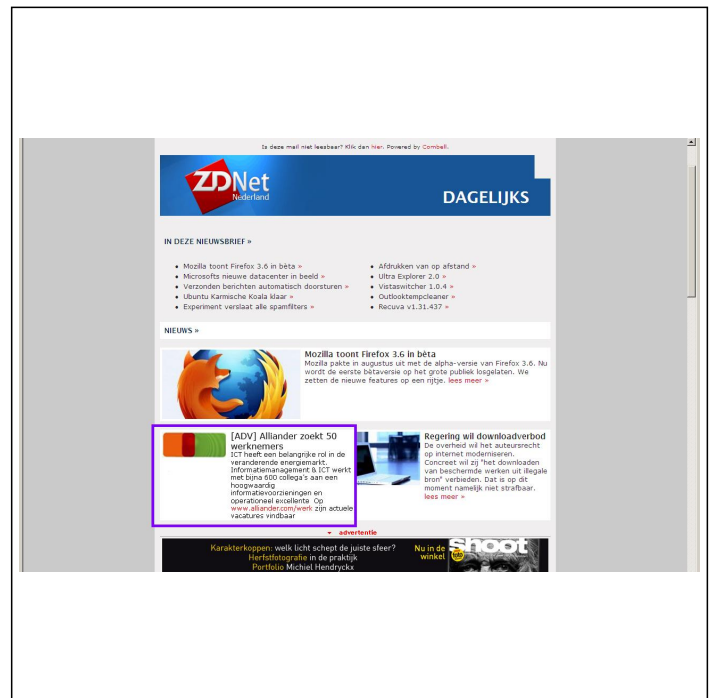 Is deze mail niet leesbaar? Klik dan hier. Powered by Combell.
ZDNet
Nederland
DAGELIJKS
IN DEZE NIEUWSBRIEF »
• Mozilla toont Firefox 3.6 in bèta »
• Microsofts nieuwe datacenter in beeld »
• Verzonden berichten automatisch doorsturen »
• Ubuntu Karmische Koala klaar »
• Experiment verslaat alle spamfilters »
• Afdrukken van op afstand »
• Ultra Explorer 2.0 »
• Vistaswitcher 1.0.4 »
• Outlooktempcleaner »
• Recuva v1.31.437 »
NIEUWS »
Mozilla toont Firefox 3.6 in bèta
Mozilla pakte in augustus uit met de alpha-versie van Firefox 3.6. Nu
wordt de eerste bètaversie op het grote publiek losgelaten. We
zetten de nieuwe features op een rijtje. lees meer »
[ADV] Alliander zoekt 50
werknemers
ICT heeft een belangrijke rol in de
veranderende energiemarkt.
Informatiemanagement & ICT werkt
met bijna 600 collega's aan een
hoogwaardig
informatievoorzieningen en
operationeel excellente Op
www.alliander.com/werk zijn actuele
vacatures vindbaar
Regering wil downloadverbod
De overheid wil het auteursrecht
op internet moderniseren.
Concreet wil zij "het downloaden
van beschermde werken uit illegale
bron" verbieden. Dat is op dit
moment namelijk niet strafbaar.
lees meer »
advertentie
Karakterkoppen: welk licht schept de juiste sfeer?
Herfstfotografie in de praktijk
Portfolio Michiel Hendryckx
Nu in de
winkel
foto
shoot